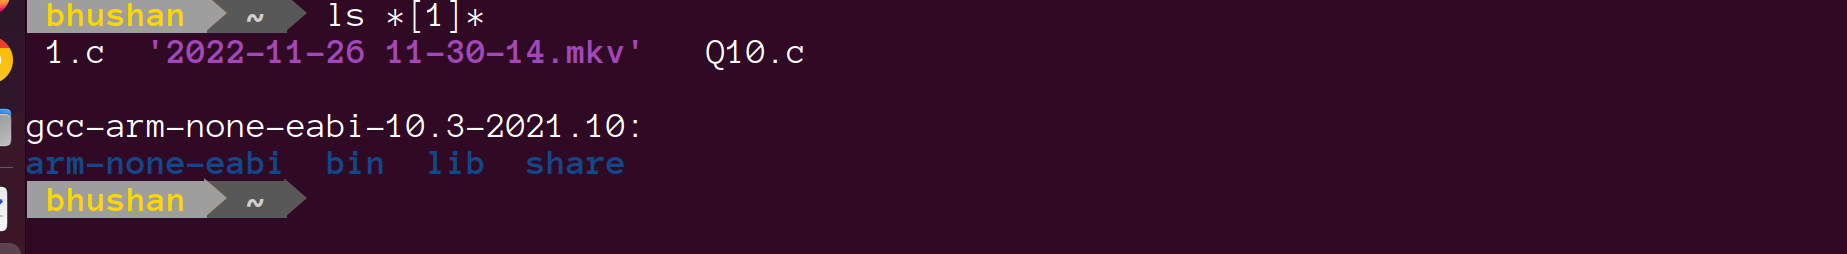 bhushan ~ ls *[1]*
1.c '2022-11-26 11-30-14.mkv' Q10.c
gcc-arm-none-eabi-10.3-2021.10:
arm-none-eabi bin lib share
bhushan ~